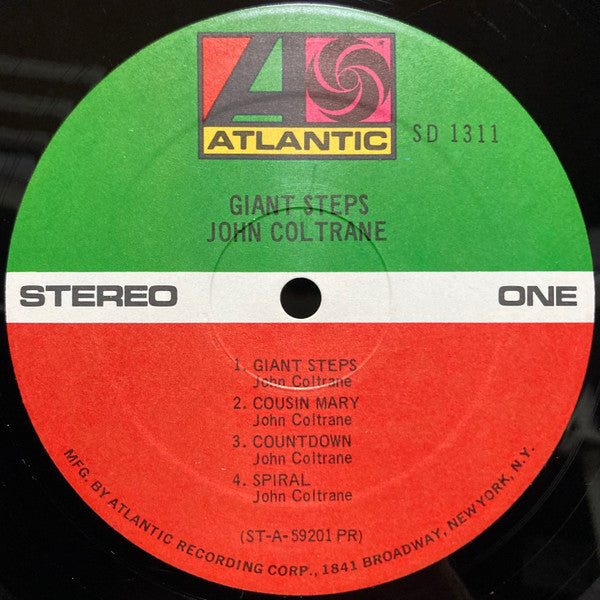 ATLANTIC
SD 1311
GIANT STEPS
JOHN COLTRANE
STEREO
ONE
1. GIANT STEPS
John Coltrane
2. COUSIN MARY
John Coltrane
3. COUNTDOWN
John Coltrane
4. SPIRAL
John Coltrane
(ST-A-59201 PR)
MFG. BY ATLANTIC RECORDING CORP., 1841 BROADWAY, NEW YORK, N.Y.